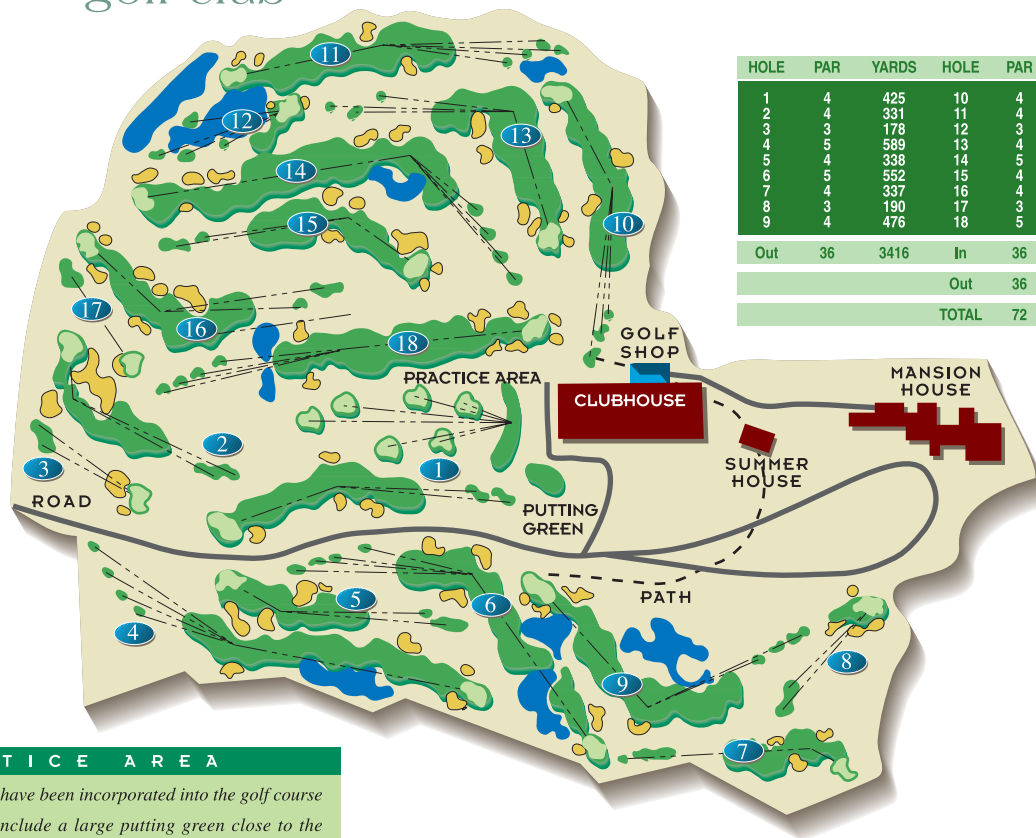 golf club
HOLE PAR YARDS HOLE PAR
1 4 425 10 4
2 4 331 11 4
3 3 178 12 3
4 5 589 13 4
5 4 338 14 5
6 5 552 15 4
7 4 337 16 4
8 3 190 17 3
9 4 476 18 5
Out 36 3416 In 36
Out 36
TOTAL 72
11
12
13
14
10
15
17
16
18
GOLF
SHOP
PRACTICE AREA
CLUBHOUSE
MANSION
HOUSE
2
3
1
SUMMER
HOUSE
ROAD
PUTTING
GREEN
PATH
5
6
4
9
8
7
TICE AREA
have been incorporated into the golf course
nclude a large putting green close to the